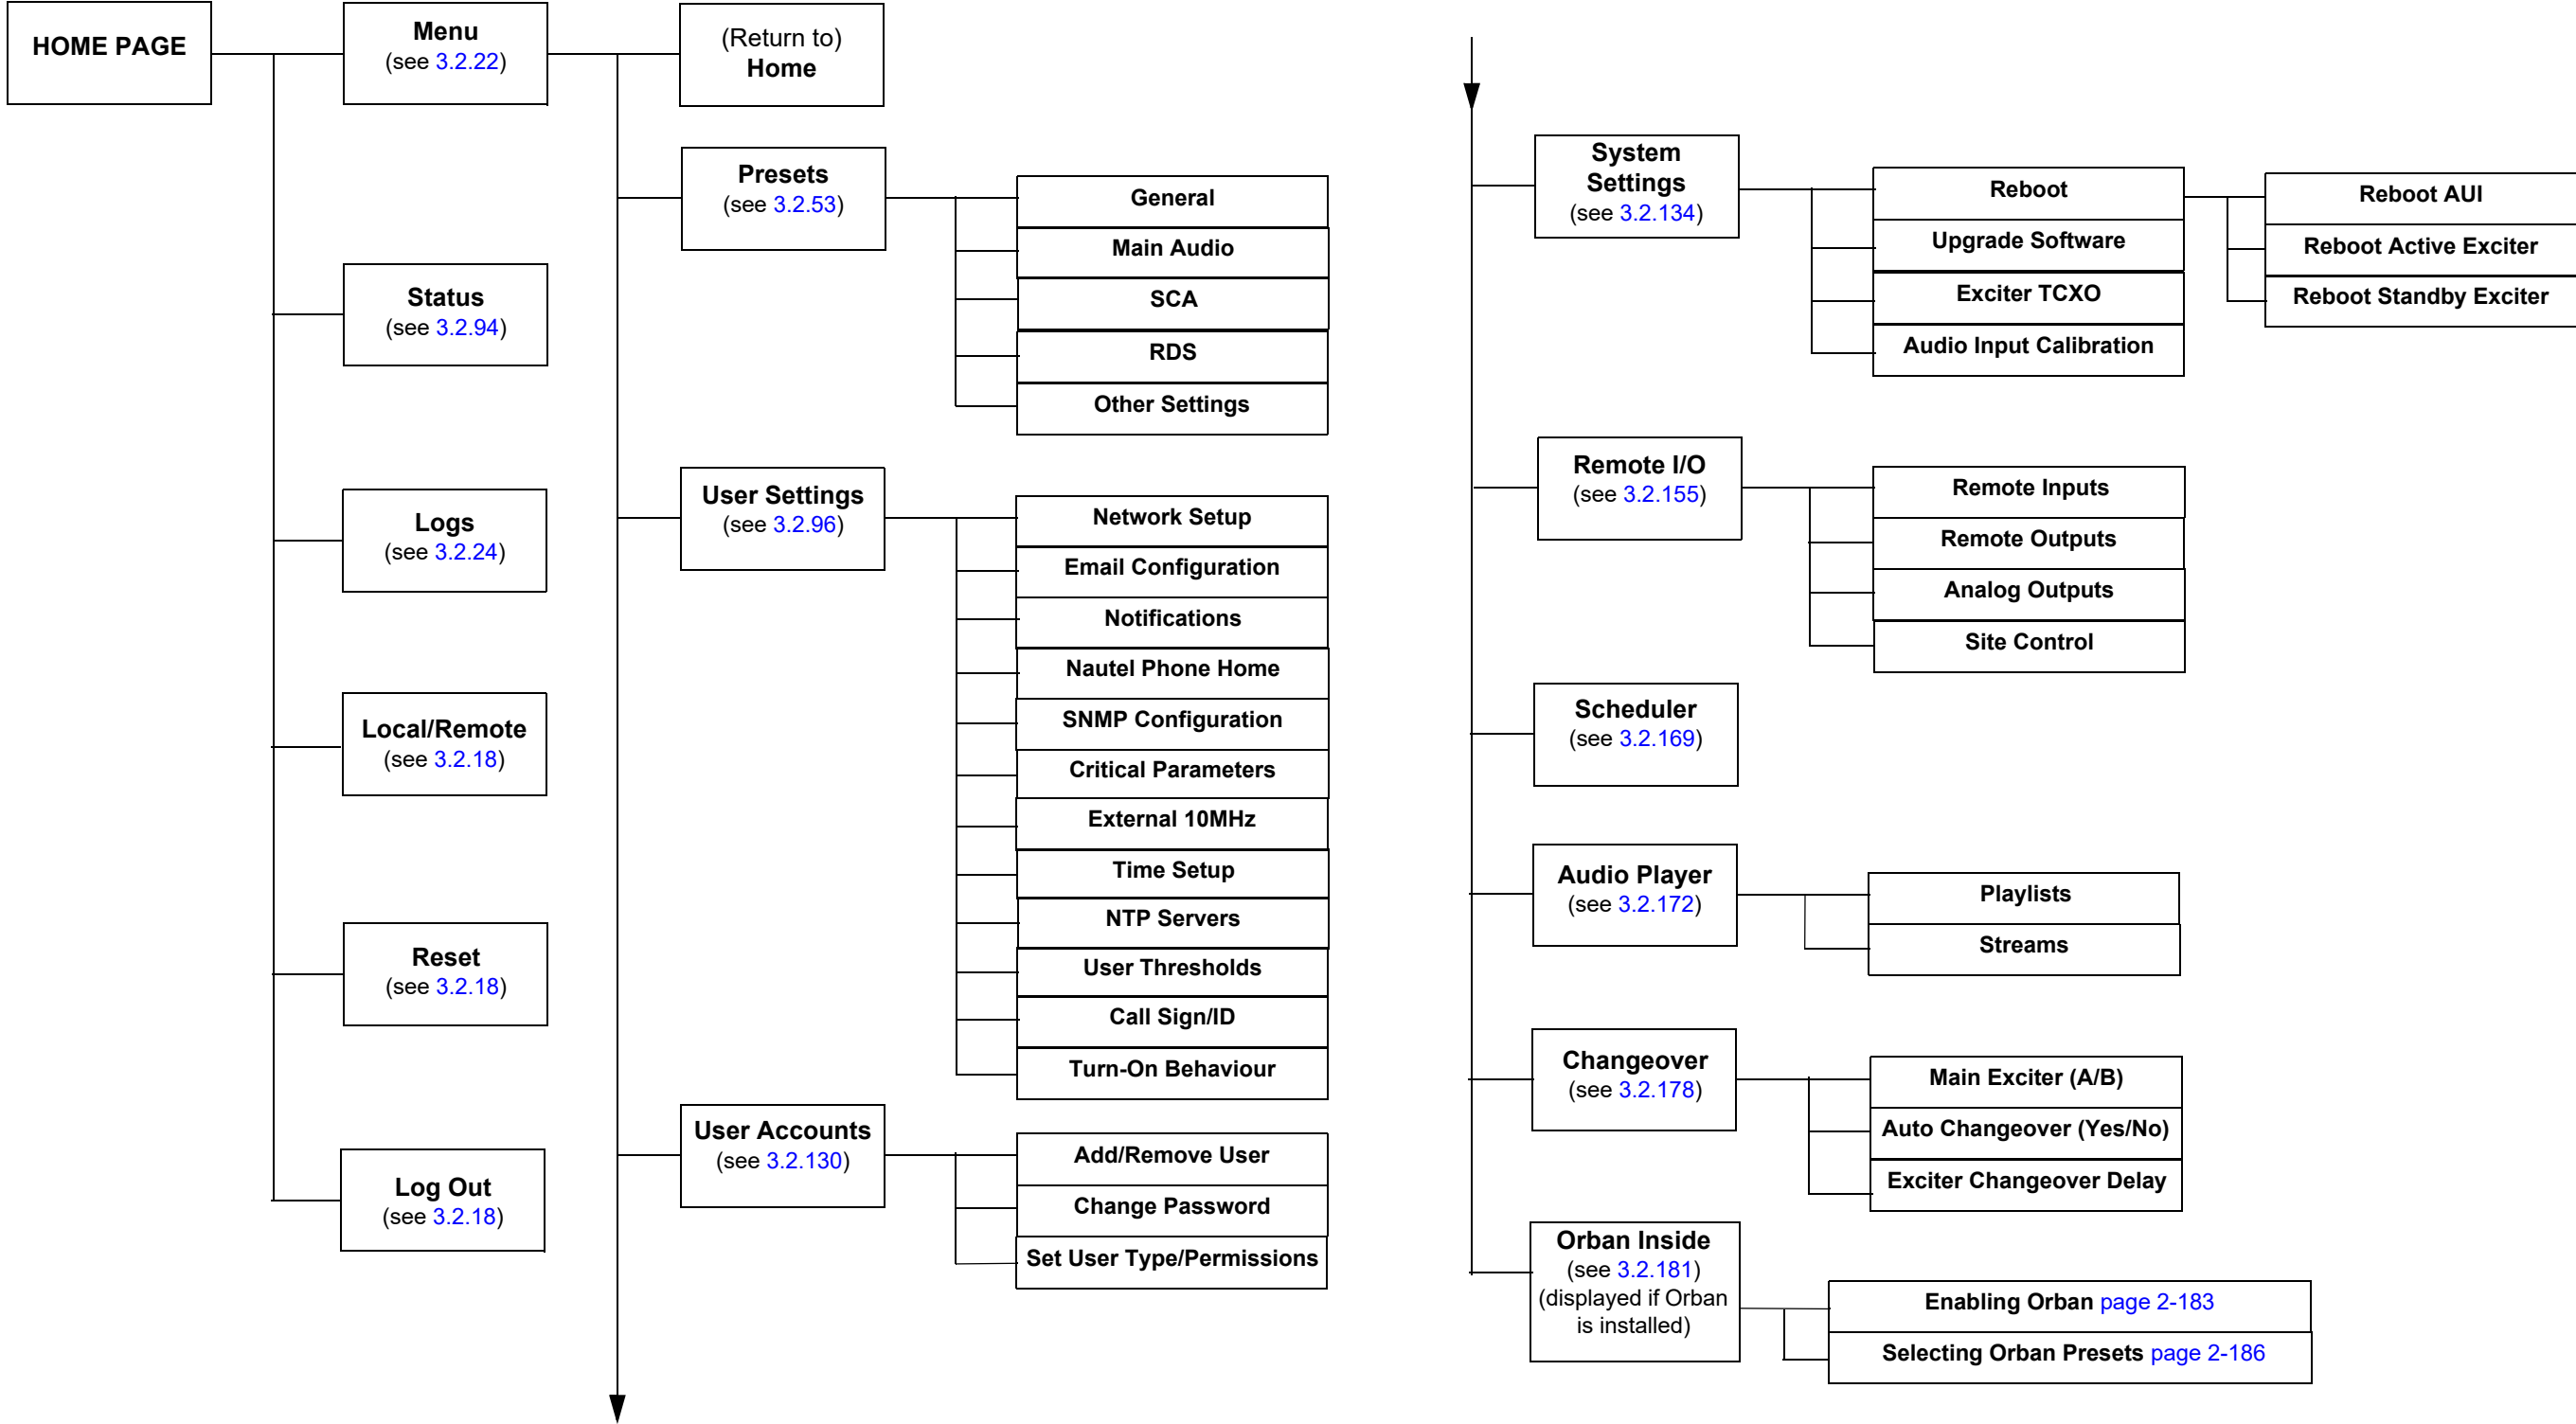 HOME PAGE
Menu
(see 3.2.22)
(Return to)
Home
Status
(see 3.2.94)
Logs
(see 3.2.24)
Local/Remote
(see 3.2.18)
Reset
(see 3.2.18)
Log Out
(see 3.2.18)
Presets
(see 3.2.53)
General
Main Audio
SCA
RDS
Other Settings
User Settings
(see 3.2.96)
Network Setup
Email Configuration
Notifications
Nautel Phone Home
SNMP Configuration
Critical Parameters
External 10MHz
Time Setup
NTP Servers
User Thresholds
Call Sign/ID
Turn-On Behaviour
User Accounts
(see 3.2.130)
Add/Remove User
Change Password
Set User Type/Permissions
System
Settings
(see 3.2.134)
Reboot
Upgrade Software
Exciter TCXO
Audio Input Calibration
Reboot AUI
Reboot Active Exciter
Reboot Standby Exciter
Remote I/O
(see 3.2.155)
Remote Inputs
Remote Outputs
Analog Outputs
Site Control
Scheduler
(see 3.2.169)
Audio Player
(see 3.2.172)
Playlists
Streams
Changeover
(see 3.2.178)
Main Exciter (A/B)
Auto Changeover (Yes/No)
Exciter Changeover Delay
Orban Inside
(see 3.2.181)
(displayed if Orban
is installed)
Enabling Orban page 2-183
Selecting Orban Presets page 2-186